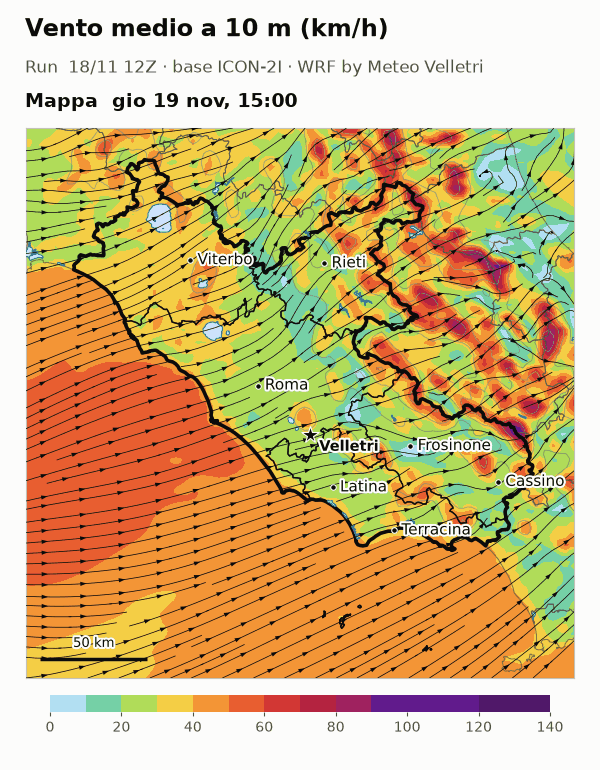 Vento medio a 10 m (km/h)
Run 18/11 12Z · base ICON-2I · WRF by Meteo Velletri
Mappa gio 19 nov, 15:00
Viterbo
Rieti
Roma
Velletri
Frosinone
Cassino
Latina
Terracina
50 km
0 20 40 60 80 100 120 140